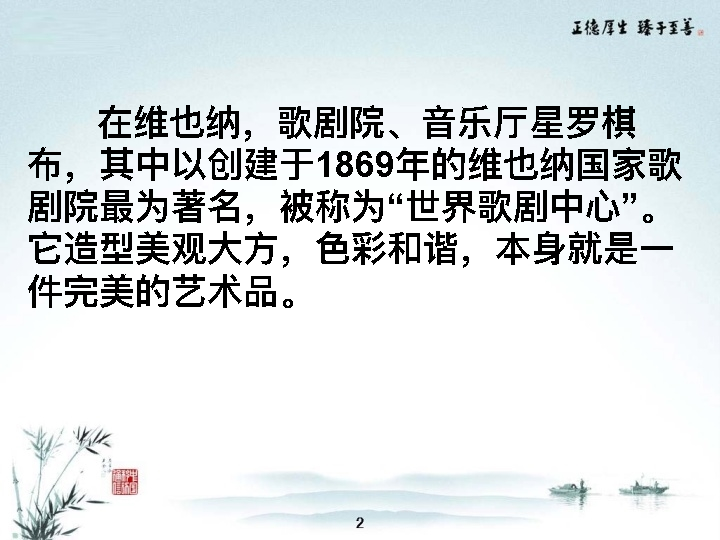 正德厚生 臻于至善
在维也纳，歌剧院、音乐厅星罗棋
布，其中以创建于1869年的维也纳国家歌
剧院最为著名，被称为“世界歌剧中心”。
它造型美观大方，色彩和谐，本身就是一
件完美的艺术品。
2